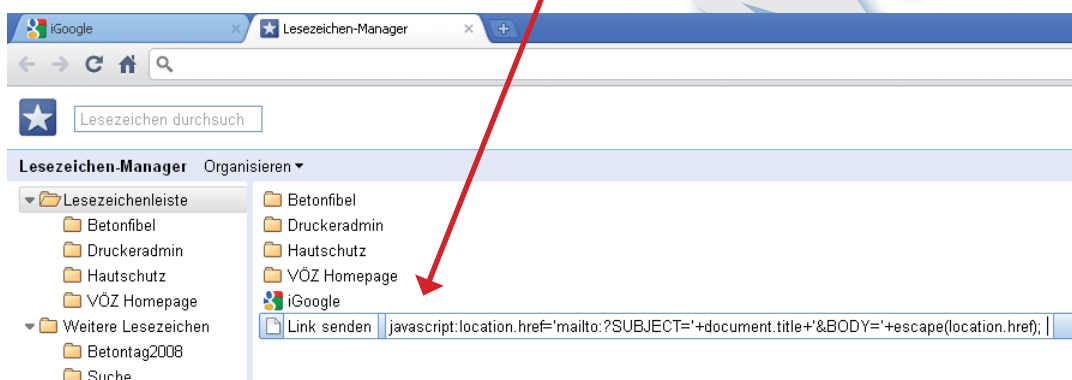 iGoogle Lesezeichen-Manager
Lesezeichen durchsuch
Lesezeichen-Manager Organisieren
Lesezeichenleiste
Betonfibel
Druckeradmin
Hautschutz
VÖZ Homepage
Weitere Lesezeichen
Betontag2008
Suche
Betonfibel
Druckeradmin
Hautschutz
VÖZ Homepage
iGoogle
Link senden javascript:location.href='mailto:?SUBJECT='+document.title+'&BODY='+escape(location.href);